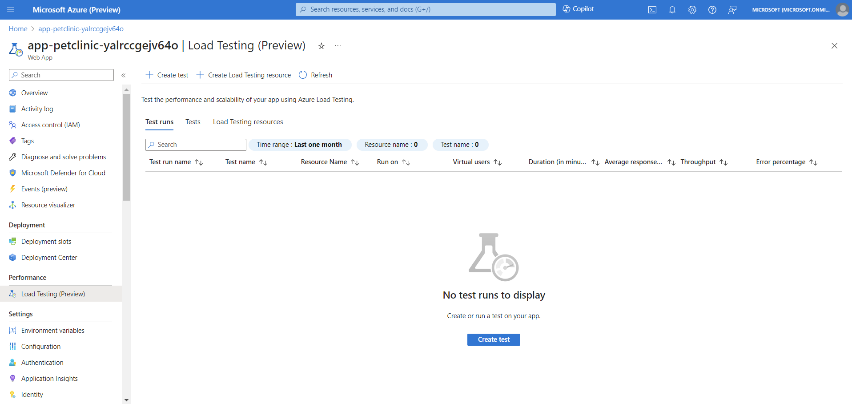 Microsoft Azure (Preview)
Search resources, services, and docs (G+/)
Copilot
MICROSOFT (MICROSOFT.ONMI...
Home > app-petclinic-yalrccgejv64o
app-petclinic-yalrccgejv64o | Load Testing (Preview)
Web App
Search
Overview
Activity log
Access control (IAM)
Tags
Diagnose and solve problems
Microsoft Defender for Cloud
Events (preview)
Resource visualizer
Deployment
Deployment slots
Deployment Center
Performance
Load Testing (Preview)
Settings
Environment variables
Configuration
Authentication
Application Insights
Identity
Create test
Create Load Testing resource
Refresh
Test the performance and scalability of your app using Azure Load Testing.
Test runs
Tests
Load Testing resources
Search
Time range : Last one month
Resource name : 0
Test name : 0
Test run name
Test name
Resource Name
Run on
Virtual users
Duration (in minu...
Average response...
Throughput
Error percentage
No test runs to display
Create or run a test on your app.
Create test